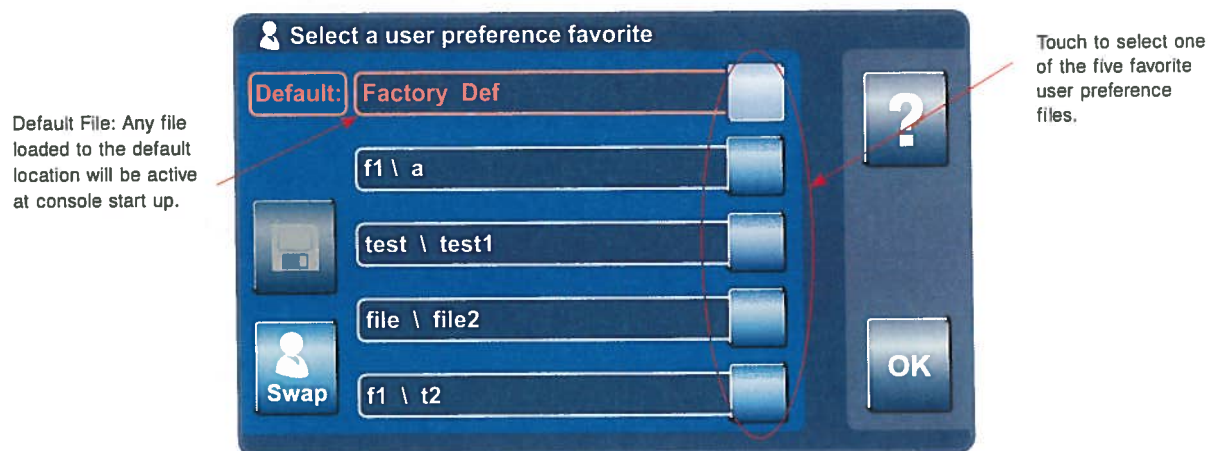 Select a user preference favorite
Default: Factory Def
f1 \ a
test \ test1
file \ file2
f1 \ t2
Swap
?
OK
Default File: Any file
loaded to the default
location will be active
at console start up.
Touch to select one
of the five favorite
user preference
files.